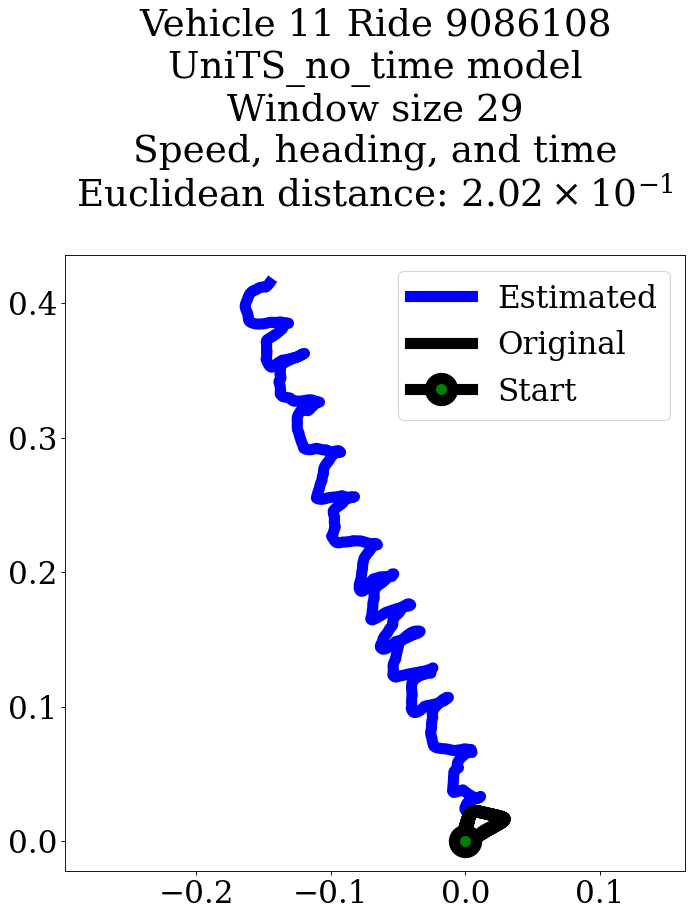 Vehicle 11 Ride 9086108
UniTS_no_time model
Window size 29
Speed, heading, and time
Euclidean distance: 2.02 × 10⁻¹
Estimated
Original
Start
0.4
0.3
0.2
0.1
0.0
−0.2 −0.1 0.0 0.1